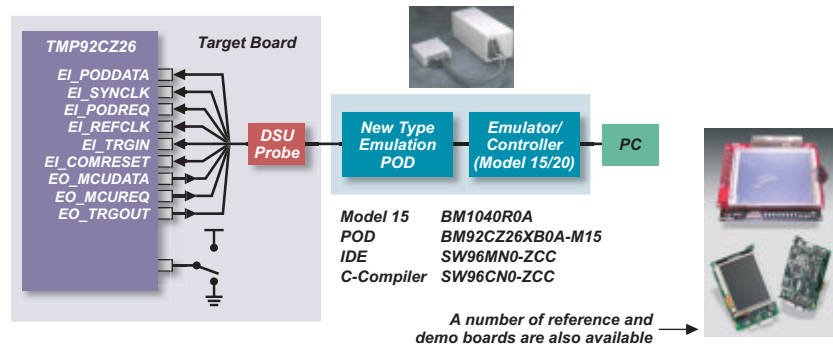 TMP92CZ26
Target Board
EI_PODDATA
EI_SYNCLK
EI_PODREQ
EI_REFCLK
EI_TRGIN
EI_COMRESET
EO_MCUDATA
EO_MCUREQ
EO_TRGOUT
DSU
Probe
New Type
Emulation
POD
Emulator/
Controller
(Model 15/20)
PC
Model 15 BM1040R0A
POD BM92CZ26XB0A-M15
IDE SW96MN0-ZCC
C-Compiler SW96CN0-ZCC
A number of reference and
demo boards are also available